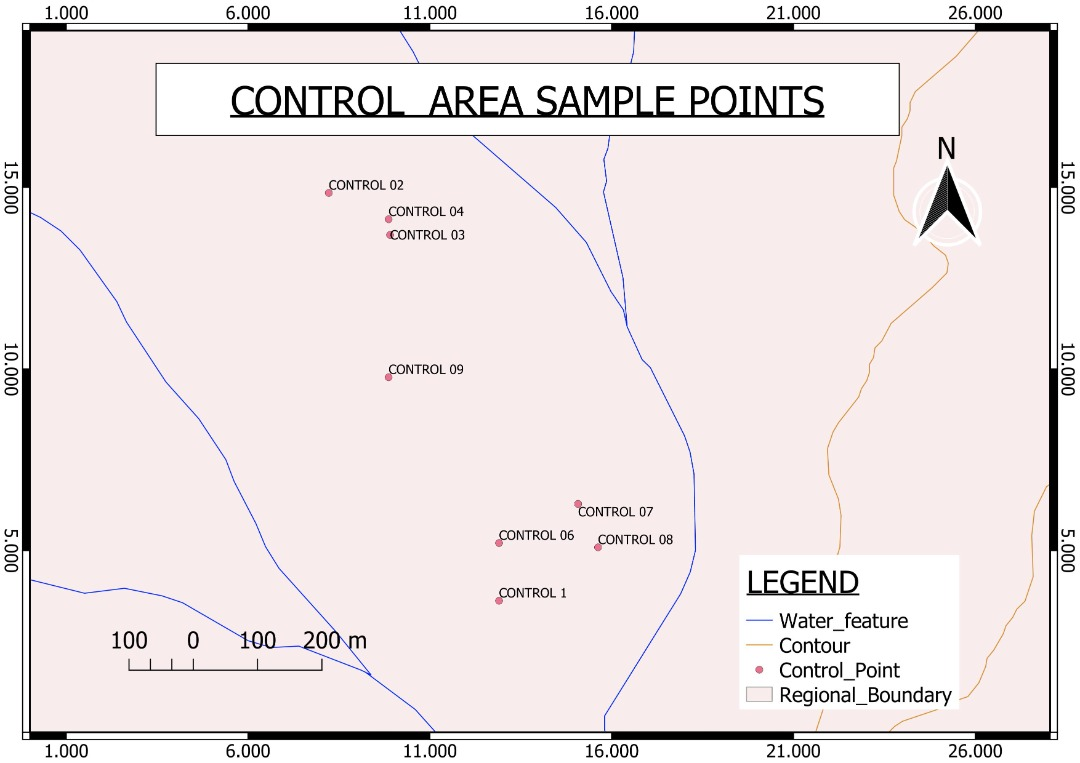 1.000 6.000 11.000 16.000 21.000 26.000
CONTROL AREA SAMPLE POINTS
N
15.000 15.000
CONTROL 02
CONTROL 04
CONTROL 03
10.000 10.000
CONTROL 09
CONTROL 07
CONTROL 06
CONTROL 08
5.000 5.000
CONTROL 1
LEGEND
Water_feature
Contour
Control_Point
Regional_Boundary
100 0 100 200 m
1.000 6.000 11.000 16.000 21.000 26.000